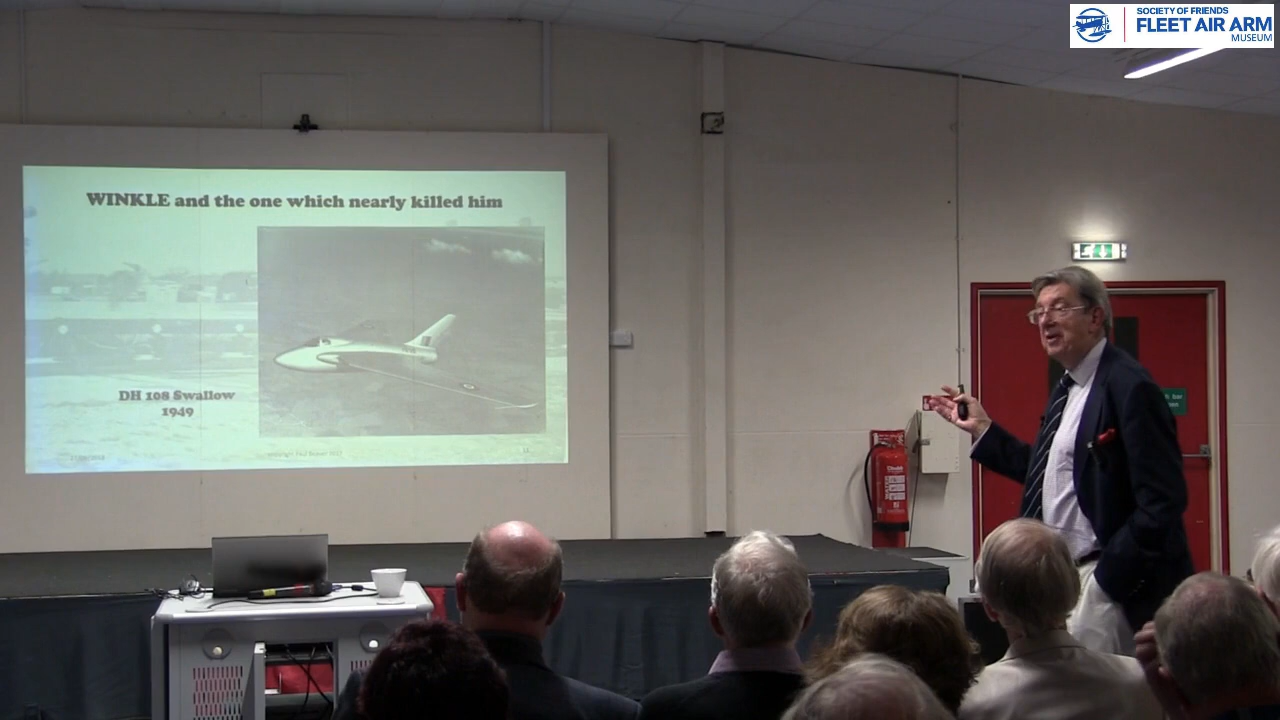 SOCIETY OF FRIENDS
FLEET AIR ARM
MUSEUM
WINKLE and the one which nearly killed him
DH 108 Swallow
1949